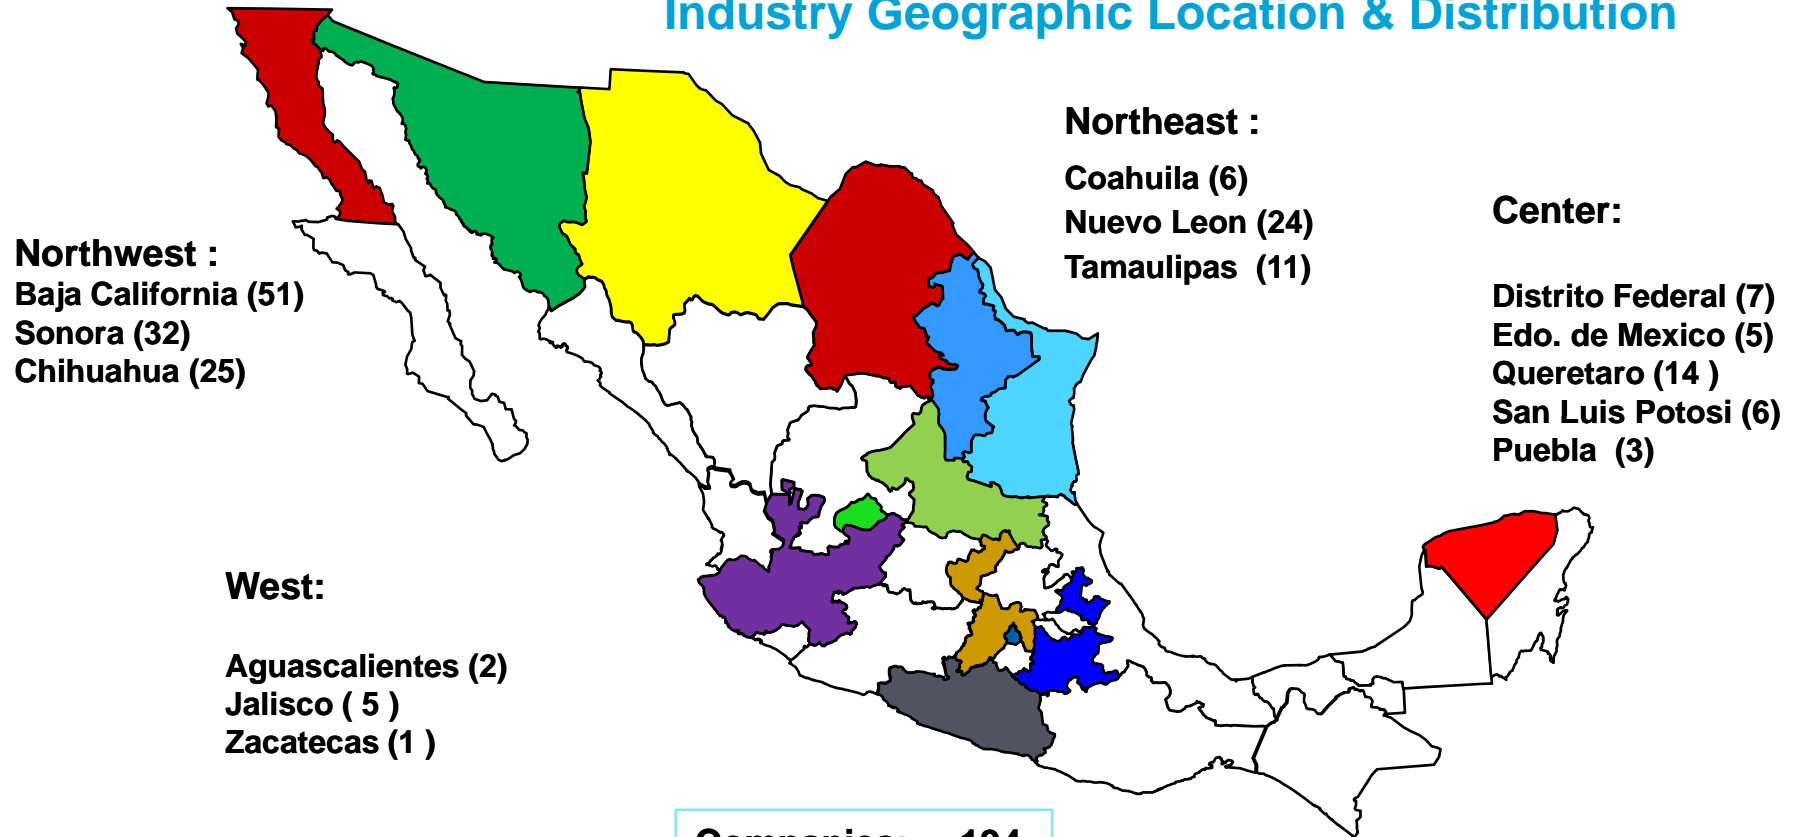 Industry Geographic Location & Distribution
Northeast :
Coahuila (6)
Nuevo Leon (24)
Tamaulipas (11)
Center:
Distrito Federal (7)
Edo. de Mexico (5)
Queretaro (14 )
San Luis Potosi (6)
Puebla (3)
Northwest :
Baja California (51)
Sonora (32)
Chihuahua (25)
West:
Aguascalientes (2)
Jalisco ( 5 )
Zacatecas (1 )
Companies: 194